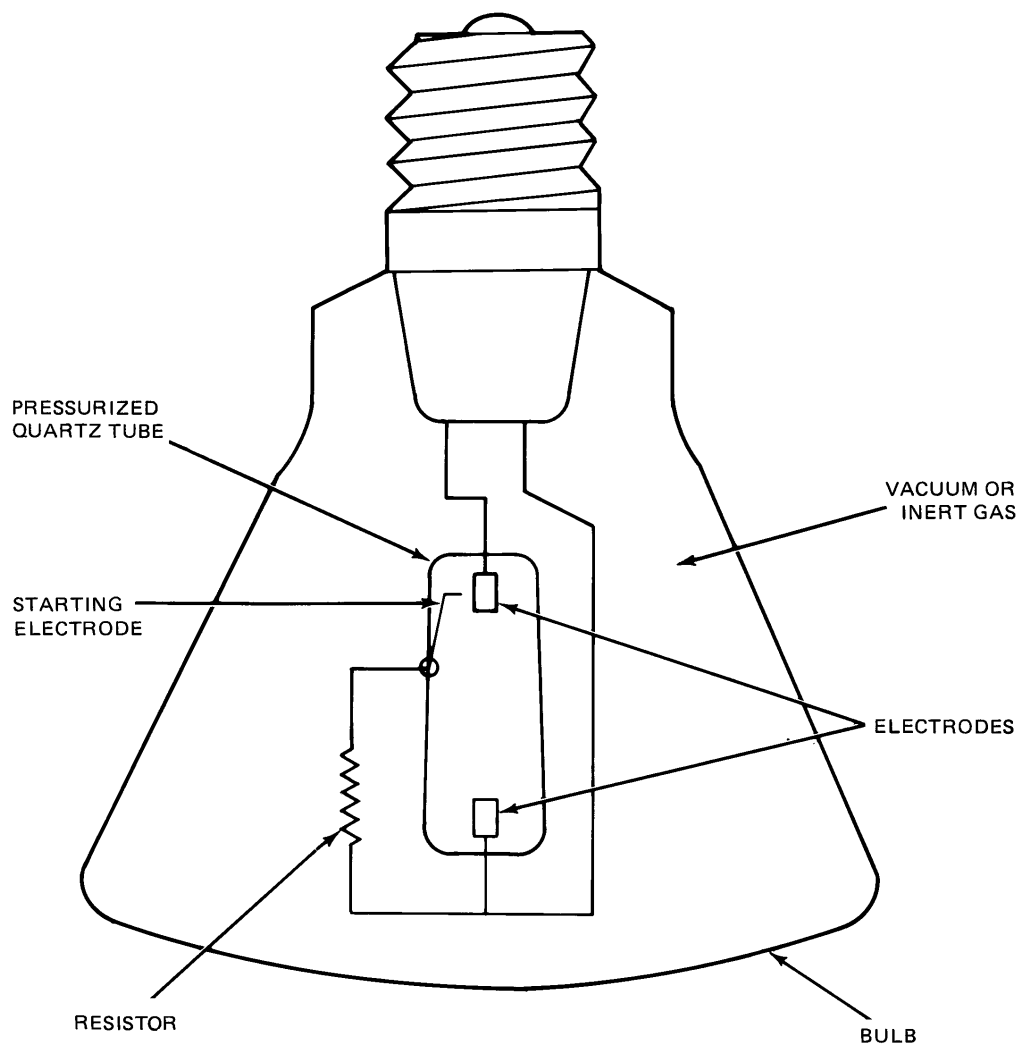 PRESSURIZED
QUARTZ TUBE
VACUUM OR
INERT GAS
STARTING
ELECTRODE
ELECTRODES
RESISTOR
BULB